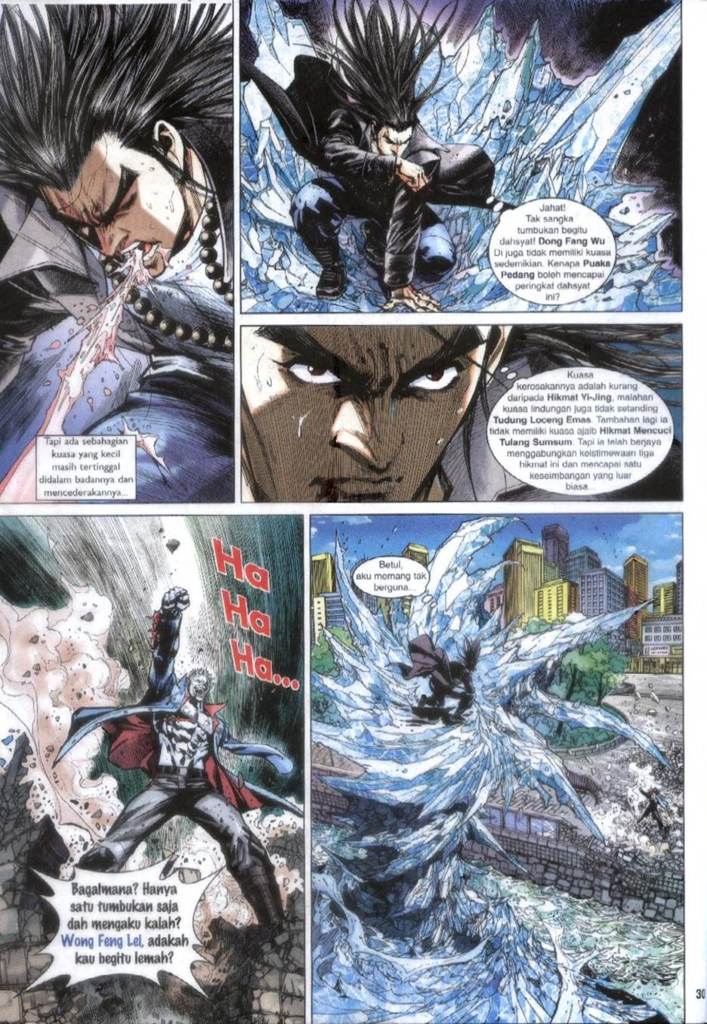 Tapi ada sebahagian
kuasa yang kecil
masih tertinggal
didalam badannya dan
mencederakannya...
Jahat!
Tak sangka
tumbukan begitu
dahsyat! Dong Fang Wu
Di juga tidak memiliki kuasa
sedemikian. Kenapa Puaka
Pedang boleh mencapai
peringkat dahsyat
ini?
Kuasa
kerosakannya adalah kurang
daripada Hikmat Yi-Jing, malahan
kuasa lindungan juga tidak setanding
Tudung Loceng Emas. Tambahan lagi ia
tidak memiliki kuasa ajaib Hikmat Mencuci
Tulang Sumsum. Tapi ia telah berjaya
menggabungkan keistimewaan tiga
hikmat ini dan mencapai satu
keseimbangan yang luar
biasa...
Ha
Ha
Ha...
Bagaimana? Hanya
satu tumbukan saja
dah mengaku kalah?
Wong Feng Lei, adakah
kau begitu lemah?
Betul,
aku memang tak
berguna...
30